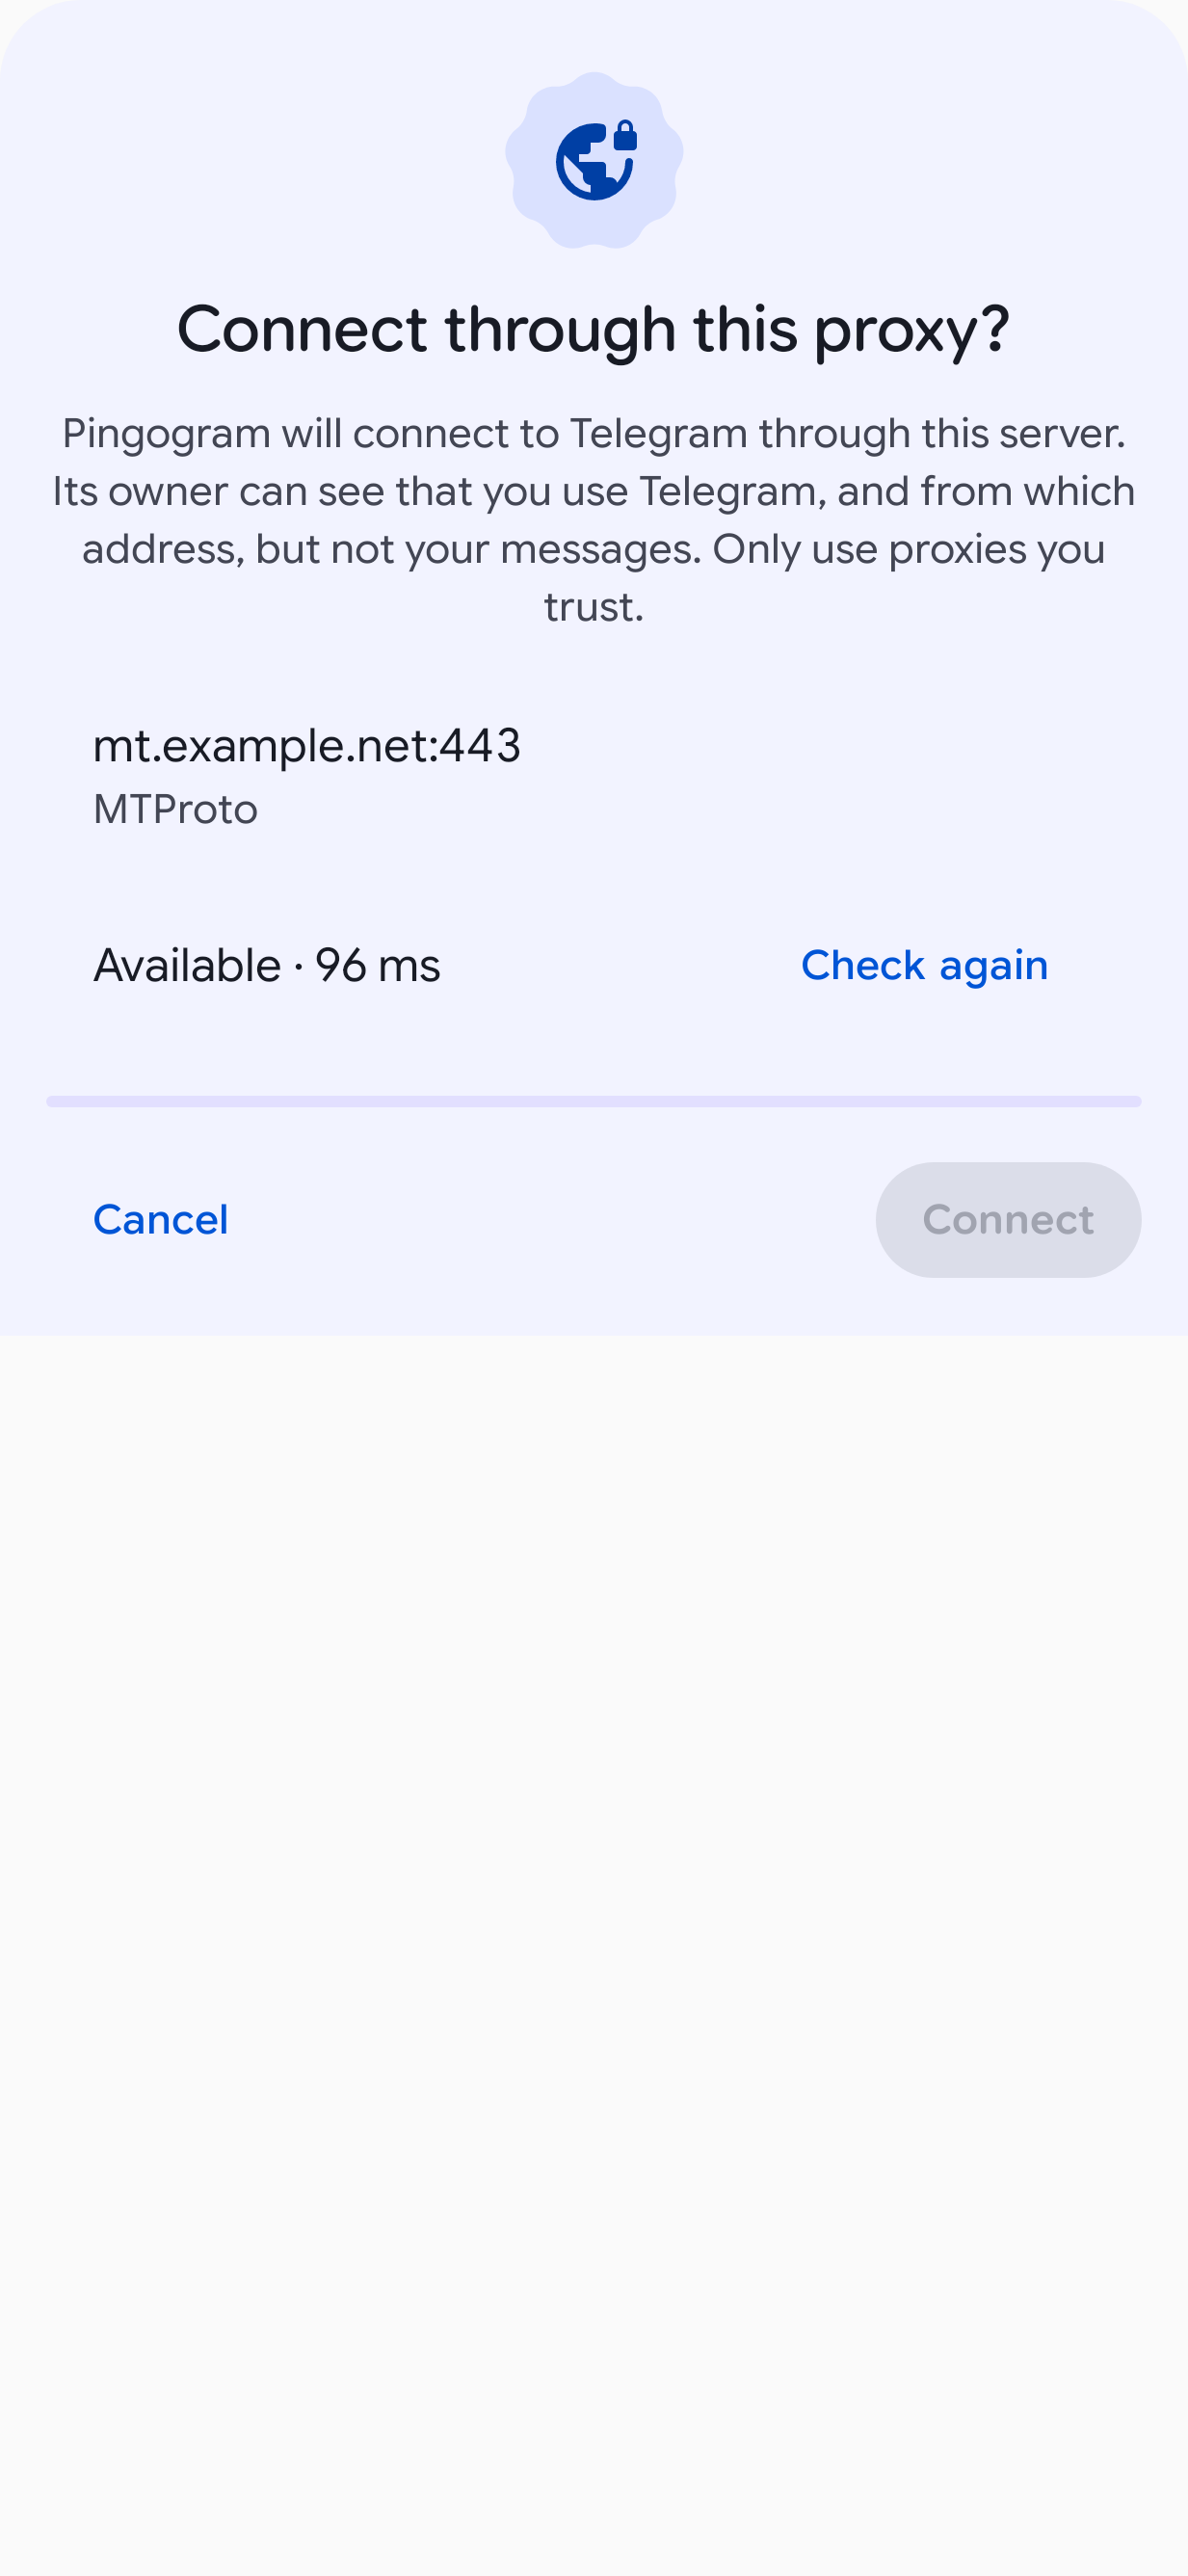 Connect through this proxy?
Pingogram will connect to Telegram through this server.
Its owner can see that you use Telegram, and from which
address, but not your messages. Only use proxies you
trust.
mt.example.net:443
MTProto
Available · 96 ms
Check again
Cancel
Connect